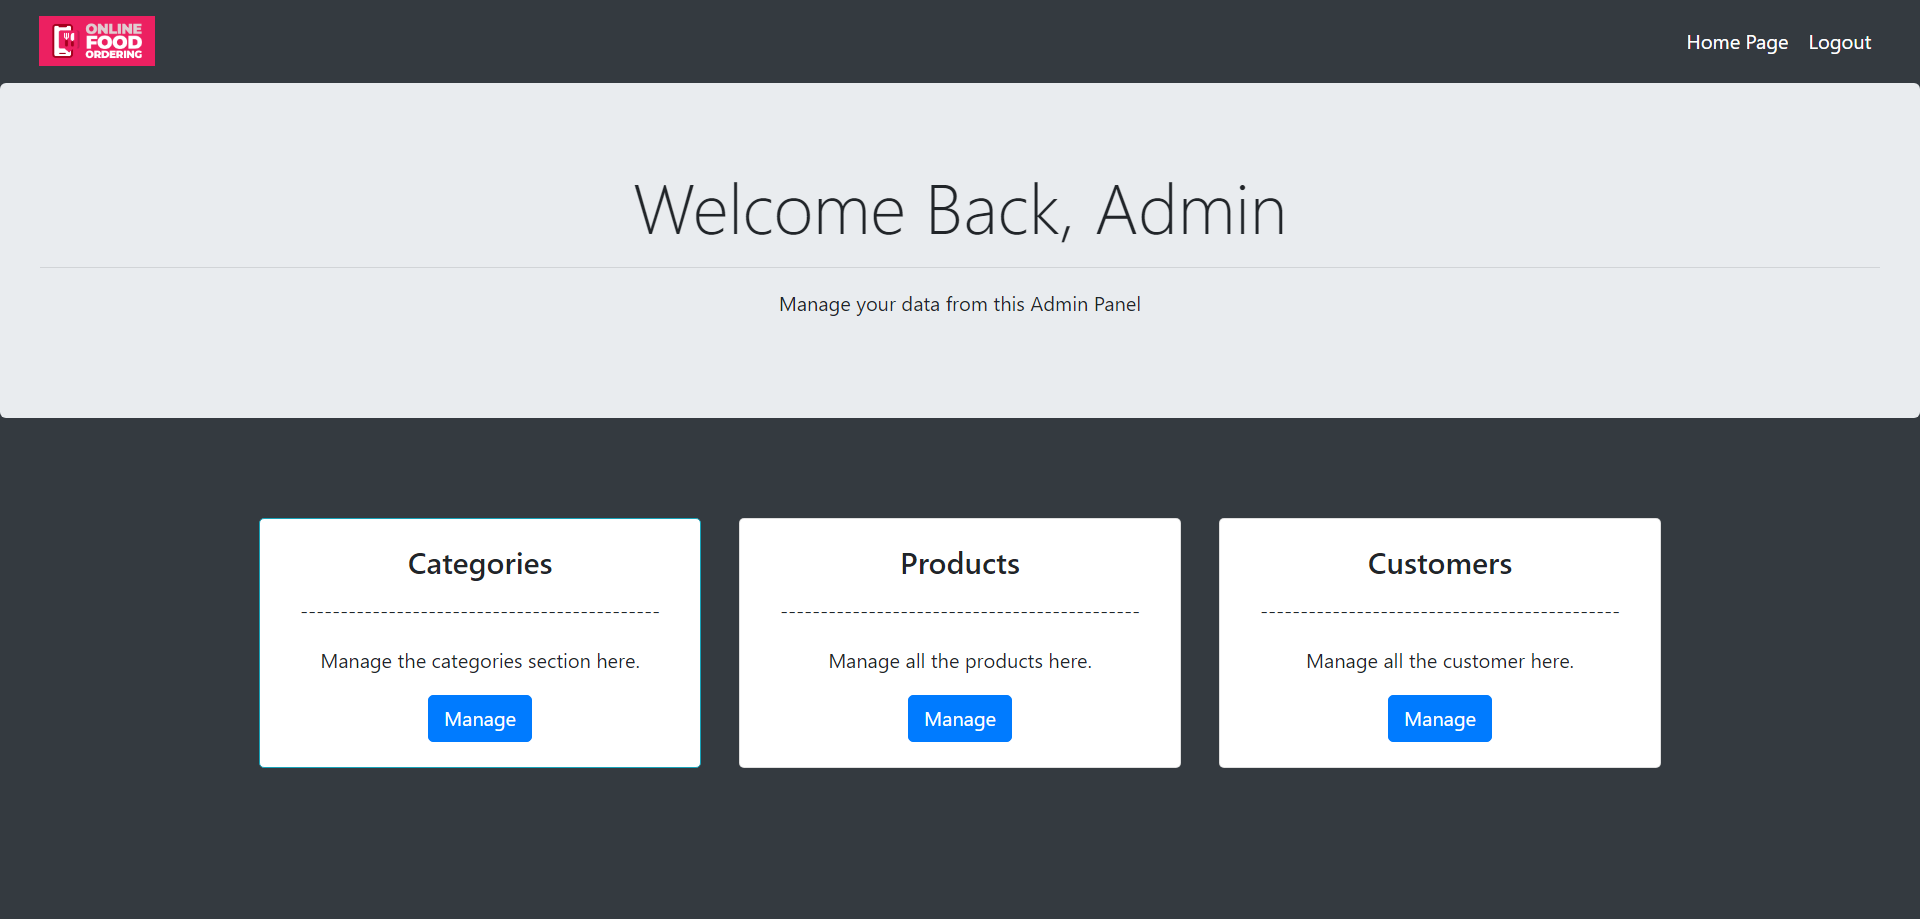 ONLINE
FOOD
ORDERING
Home Page Logout
Welcome Back, Admin
Manage your data from this Admin Panel
Categories
---------------------------------------------
Manage the categories section here.
Manage
Products
---------------------------------------------
Manage all the products here.
Manage
Customers
---------------------------------------------
Manage all the customer here.
Manage